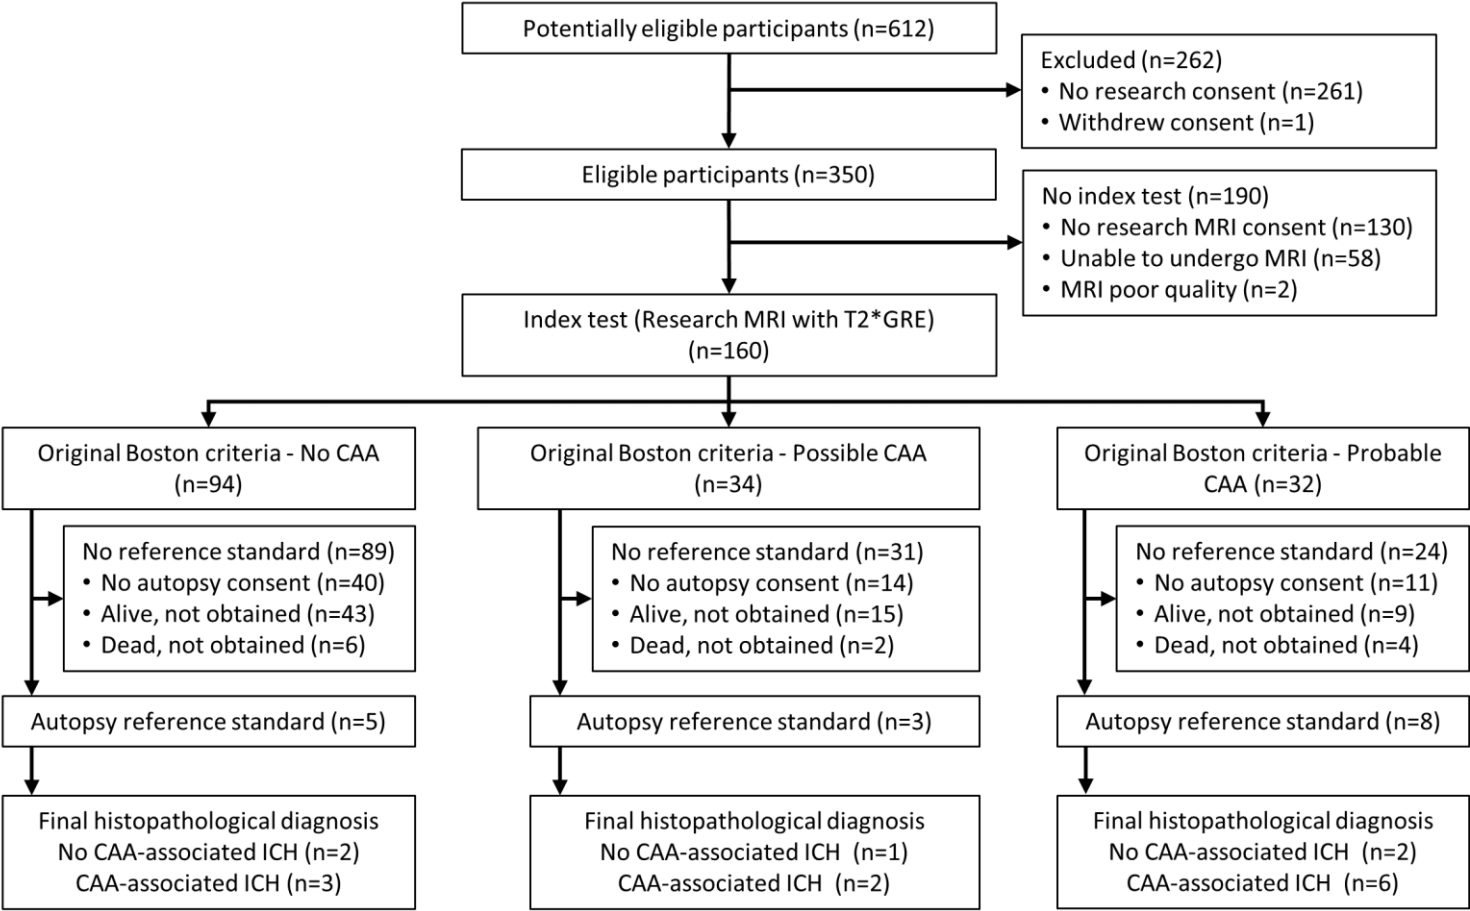 Potentially eligible participants (n=612)
Excluded (n=262)
• No research consent (n=261)
• Withdrew consent (n=1)
Eligible participants (n=350)
No index test (n=190)
• No research MRI consent (n=130)
• Unable to undergo MRI (n=58)
• MRI poor quality (n=2)
Index test (Research MRI with T2*GRE)
(n=160)
Original Boston criteria - No CAA
(n=94)
No reference standard (n=89)
• No autopsy consent (n=40)
• Alive, not obtained (n=43)
• Dead, not obtained (n=6)
Autopsy reference standard (n=5)
Final histopathological diagnosis
No CAA-associated ICH (n=2)
CAA-associated ICH (n=3)
Original Boston criteria - Possible CAA
(n=34)
No reference standard (n=31)
• No autopsy consent (n=14)
• Alive, not obtained (n=15)
• Dead, not obtained (n=2)
Autopsy reference standard (n=3)
Final histopathological diagnosis
No CAA-associated ICH (n=1)
CAA-associated ICH (n=2)
Original Boston criteria - Probable
CAA (n=32)
No reference standard (n=24)
• No autopsy consent (n=11)
• Alive, not obtained (n=9)
• Dead, not obtained (n=4)
Autopsy reference standard (n=8)
Final histopathological diagnosis
No CAA-associated ICH (n=2)
CAA-associated ICH (n=6)